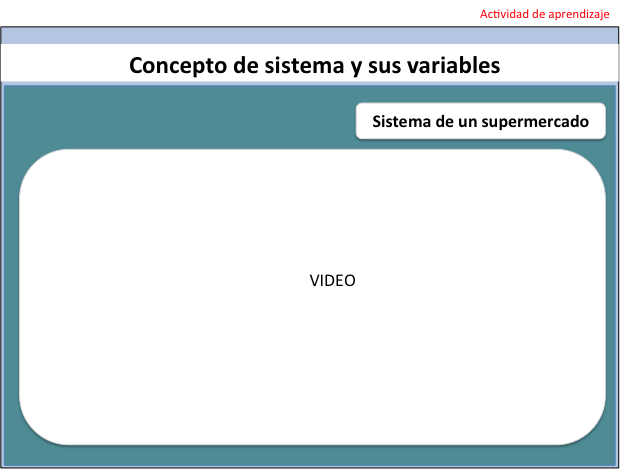 Actividad de aprendizaje
Concepto de sistema y sus variables
Sistema de un supermercado
VIDEO